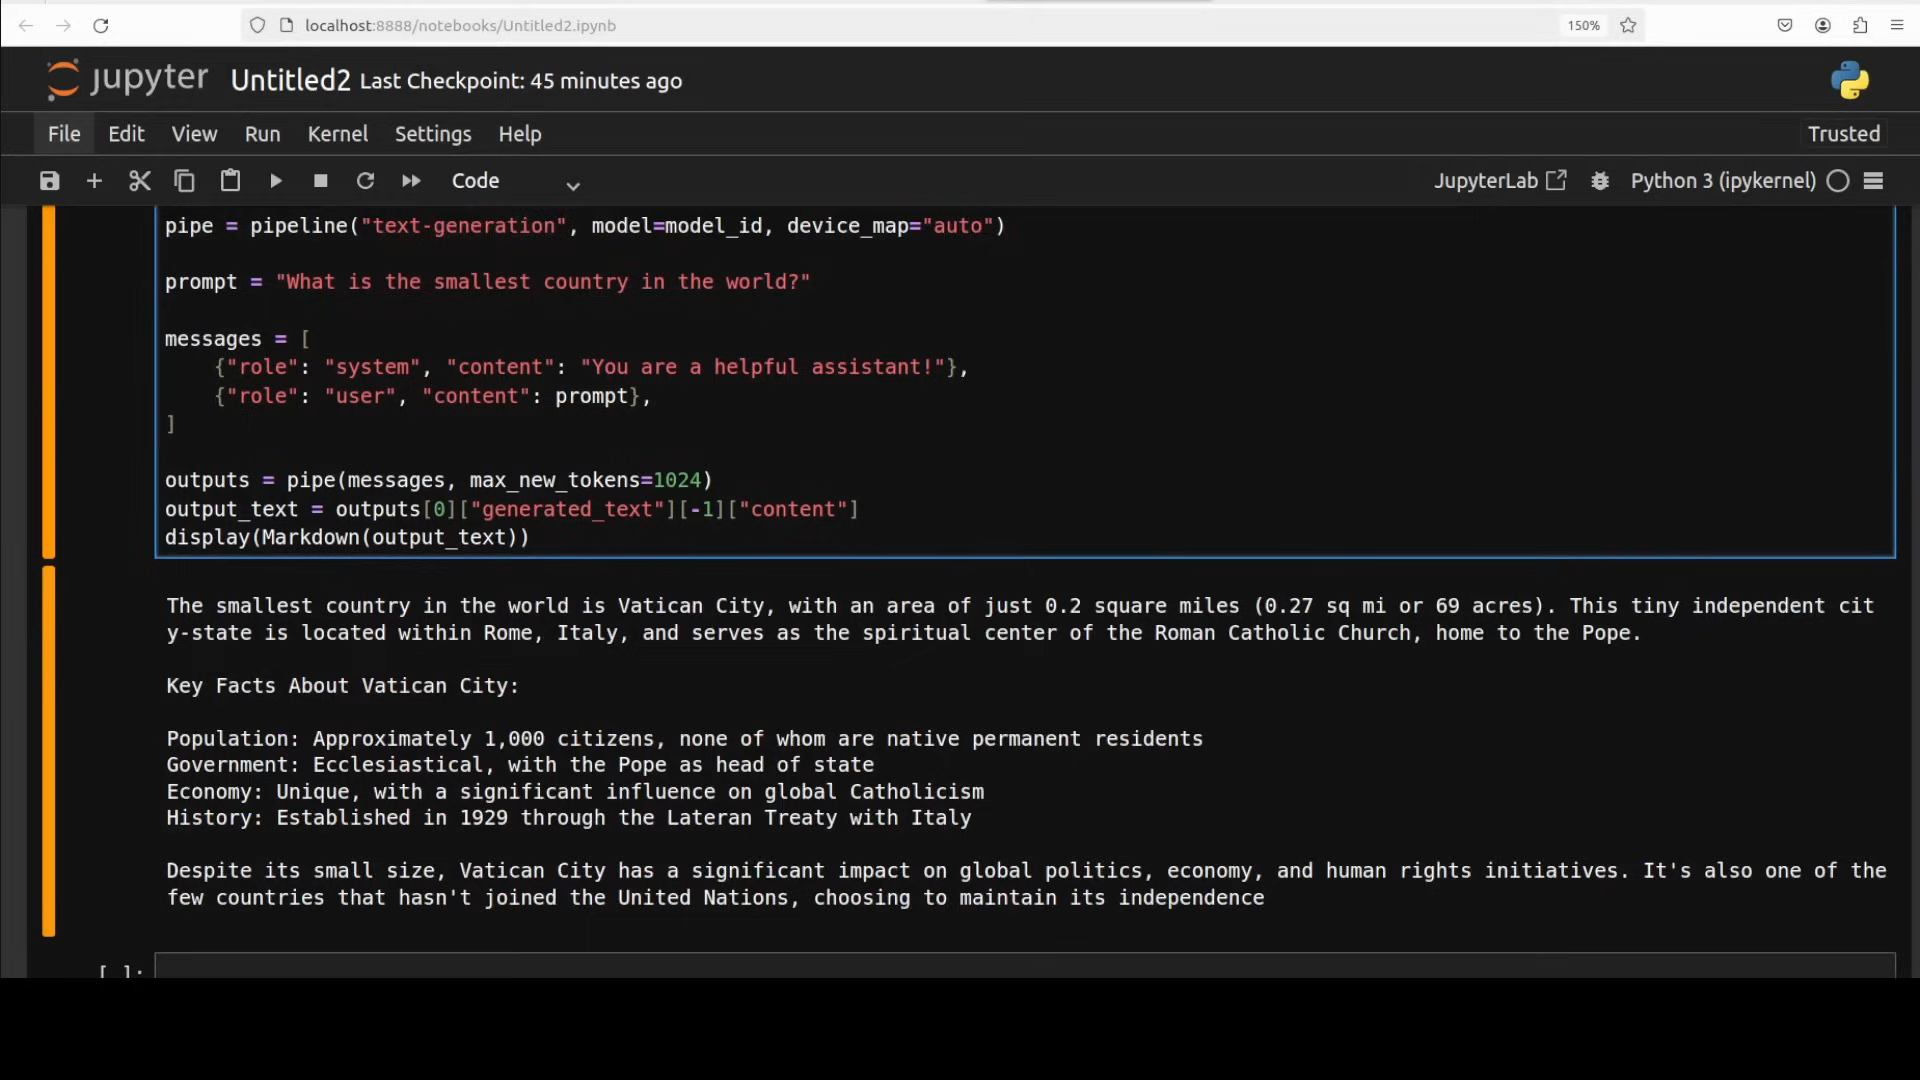 localhost:8888/notebooks/Untitled2.ipynb
150%
jupyter Untitled2 Last Checkpoint: 45 minutes ago
File Edit View Run Kernel Settings Help Trusted
Code JupyterLab Python 3 (ipykernel)
pipe = pipeline("text-generation", model=model_id, device_map="auto")
prompt = "What is the smallest country in the world?"
messages = [
    {"role": "system", "content": "You are a helpful assistant!"},
    {"role": "user", "content": prompt},
]
outputs = pipe(messages, max_new_tokens=1024)
output_text = outputs[0]["generated_text"][-1]["content"]
display(Markdown(output_text))
The smallest country in the world is Vatican City, with an area of just 0.2 square miles (0.27 sq mi or 69 acres). This tiny independent cit
y-state is located within Rome, Italy, and serves as the spiritual center of the Roman Catholic Church, home to the Pope.
Key Facts About Vatican City:
Population: Approximately 1,000 citizens, none of whom are native permanent residents
Government: Ecclesiastical, with the Pope as head of state
Economy: Unique, with a significant influence on global Catholicism
History: Established in 1929 through the Lateran Treaty with Italy
Despite its small size, Vatican City has a significant impact on global politics, economy, and human rights initiatives. It's also one of the
few countries that hasn't joined the United Nations, choosing to maintain its independence
[ ]: